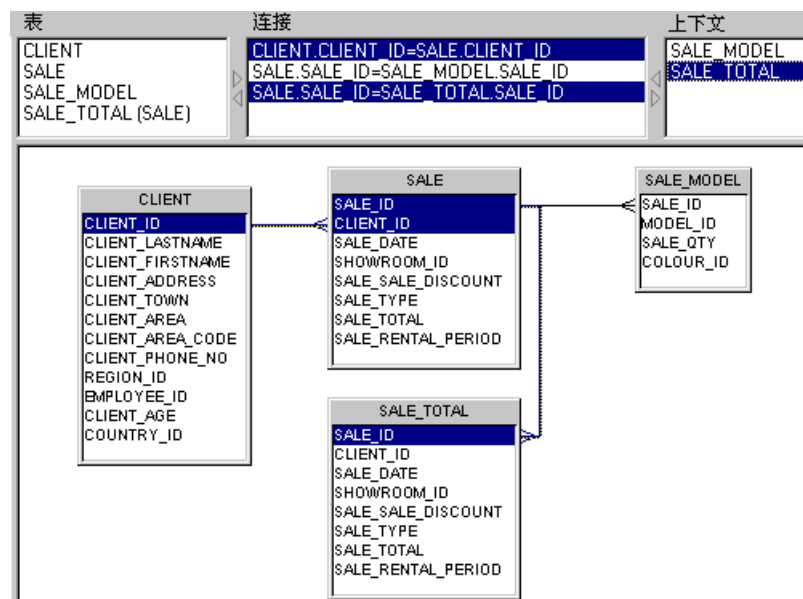 表
CLIENT
SALE
SALE_MODEL
SALE_TOTAL (SALE)
连接
CLIENT.CLIENT_ID=SALE.CLIENT_ID
SALE.SALE_ID=SALE_MODEL.SALE_ID
SALE.SALE_ID=SALE_TOTAL.SALE_ID
上下文
SALE_MODEL
SALE_TOTAL
CLIENT
CLIENT_ID
CLIENT_LASTNAME
CLIENT_FIRSTNAME
CLIENT_ADDRESS
CLIENT_TOWN
CLIENT_AREA
CLIENT_AREA_CODE
CLIENT_PHONE_NO
REGION_ID
EMPLOYEE_ID
CLIENT_AGE
COUNTRY_ID
SALE
SALE_ID
CLIENT_ID
SALE_DATE
SHOWROOM_ID
SALE_SALE_DISCOUNT
SALE_TYPE
SALE_TOTAL
SALE_RENTAL_PERIOD
SALE_MODEL
SALE_ID
MODEL_ID
SALE_QTY
COLOUR_ID
SALE_TOTAL
SALE_ID
CLIENT_ID
SALE_DATE
SHOWROOM_ID
SALE_SALE_DISCOUNT
SALE_TYPE
SALE_TOTAL
SALE_RENTAL_PERIOD